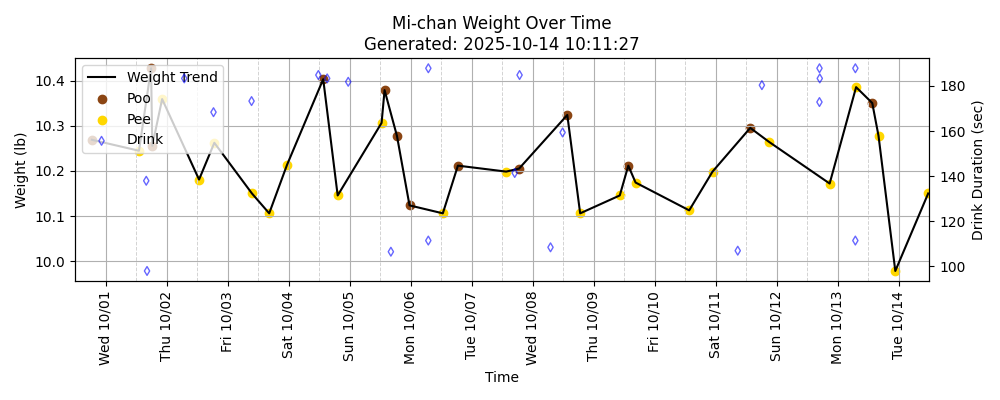 Mi-chan Weight Over Time
Generated: 2025-10-14 10:11:27
Weight (lb)
10.4
10.3
10.2
10.1
10.0
Weight Trend
Poo
Pee
Drink
180
160
140
120
100
Drink Duration (sec)
Wed 10/01
Thu 10/02
Fri 10/03
Sat 10/04
Sun 10/05
Mon 10/06
Tue 10/07
Wed 10/08
Thu 10/09
Fri 10/10
Sat 10/11
Sun 10/12
Mon 10/13
Tue 10/14
Time